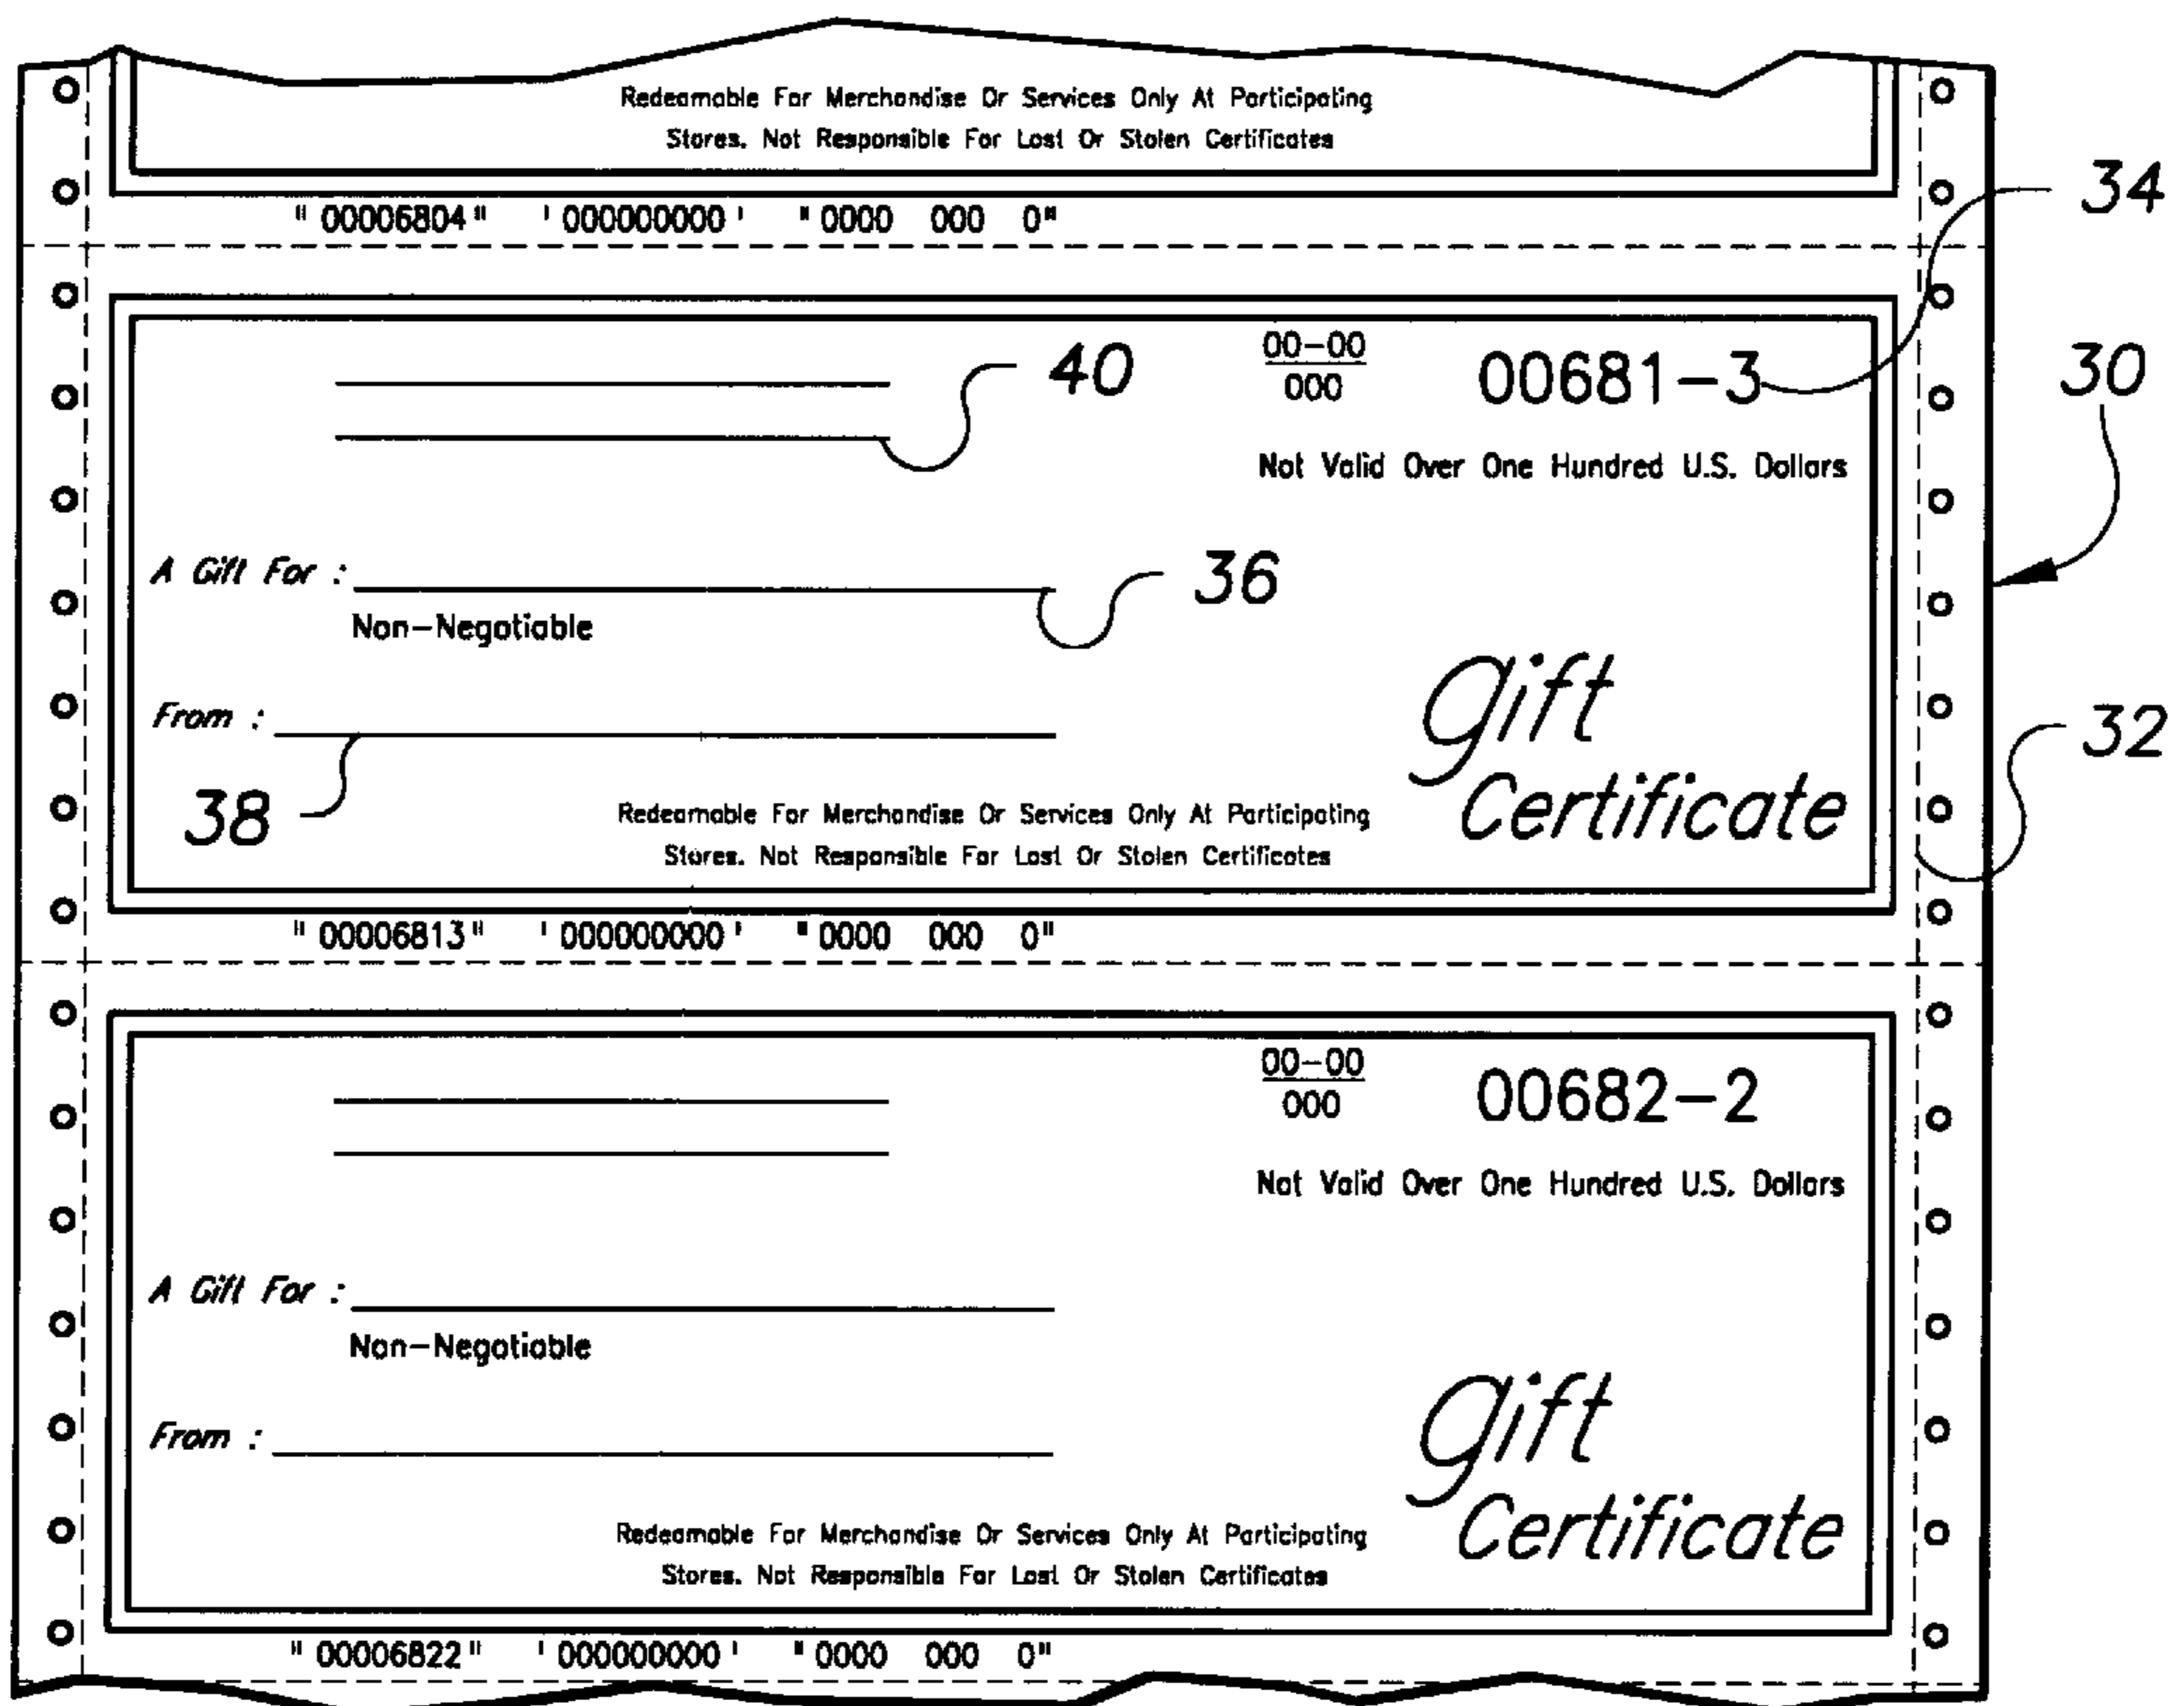 Redeamable For Merchandise Or Services Only At Participating
Stores. Not Responsible For Lost Or Stolen Certificates
" 00006804 " ' 000000000 ' " 0000 000 0"
34
00-00
000
00681-3
40
30
Not Valid Over One Hundred U.S. Dollars
A Gift For :
36
Non-Negotiable
From :
gift
Certificate
32
38
Redeamable For Merchandise Or Services Only At Participating
Stores. Not Responsible For Lost Or Stolen Certificates
" 00006813 " ' 000000000 ' " 0000 000 0"
00-00
000
00682-2
Not Valid Over One Hundred U.S. Dollars
A Gift For :
Non-Negotiable
From :
gift
Certificate
Redeamable For Merchandise Or Services Only At Participating
Stores. Not Responsible For Lost Or Stolen Certificates
" 00006822 " ' 000000000 ' " 0000 000 0"